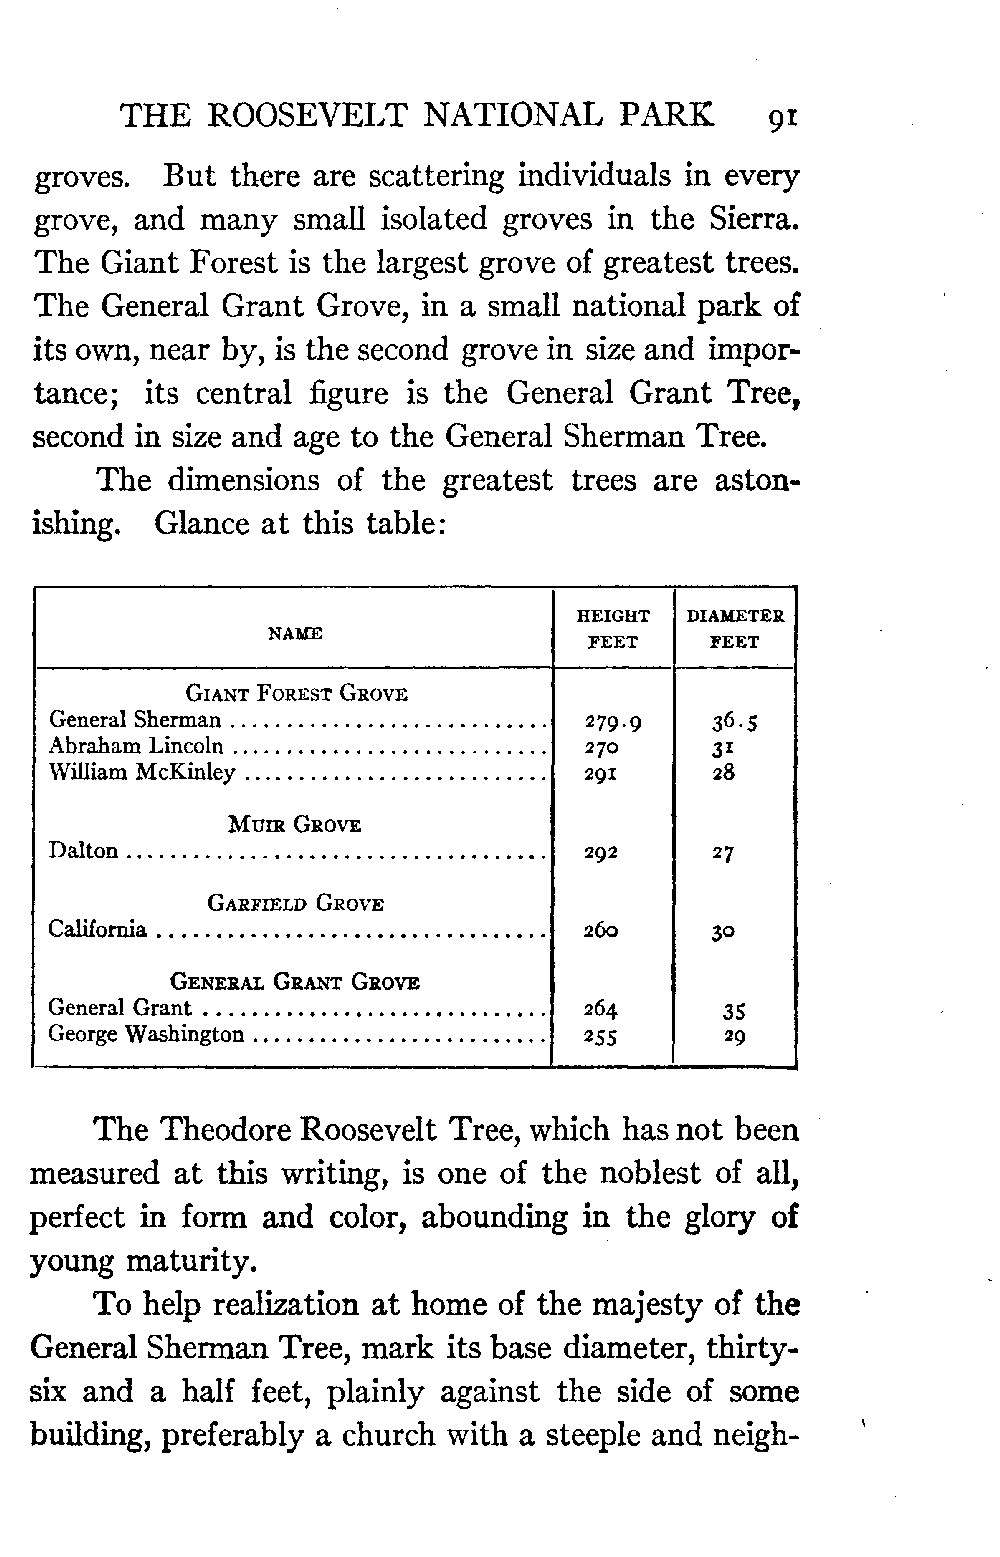 THE ROOSEVELT NATIONAL PARK 91
groves. But there are scattering individuals in every
grove, and many small isolated groves in the Sierra.
The Giant Forest is the largest grove of greatest trees.
The General Grant Grove, in a small national park of
its own, near by, is the second grove in size and impor-
tance; its central figure is the General Grant Tree,
second in size and age to the General Sherman Tree.
The dimensions of the greatest trees are aston-
ishing. Glance at this table:
NAME HEIGHT FEET DIAMETER FEET
GIANT FOREST GROVE
General Sherman ............................ 279.9 36.5
Abraham Lincoln ............................ 270 31
William McKinley ........................... 291 28
MUIR GROVE
Dalton ..................................... 292 27
GARFIELD GROVE
California ................................. 260 30
GENERAL GRANT GROVE
General Grant ............................. 264 35
George Washington .......................... 255 29
The Theodore Roosevelt Tree, which has not been
measured at this writing, is one of the noblest of all,
perfect in form and color, abounding in the glory of
young maturity.
To help realization at home of the majesty of the
General Sherman Tree, mark its base diameter, thirty-
six and a half feet, plainly against the side of some
building, preferably a church with a steeple and neigh-